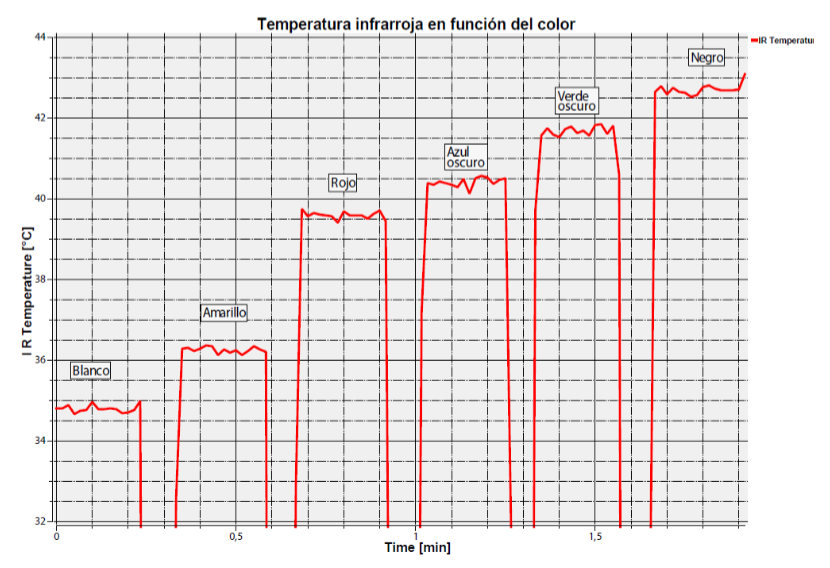 Temperatura infrarroja en función del color
IR Temperatur
I R Temperature [°C]
44
42
40
38
36
34
32
Blanco
Amarillo
Rojo
Azul
oscuro
Verde
oscuro
Negro
0
0,5
1
1,5
Time [min]